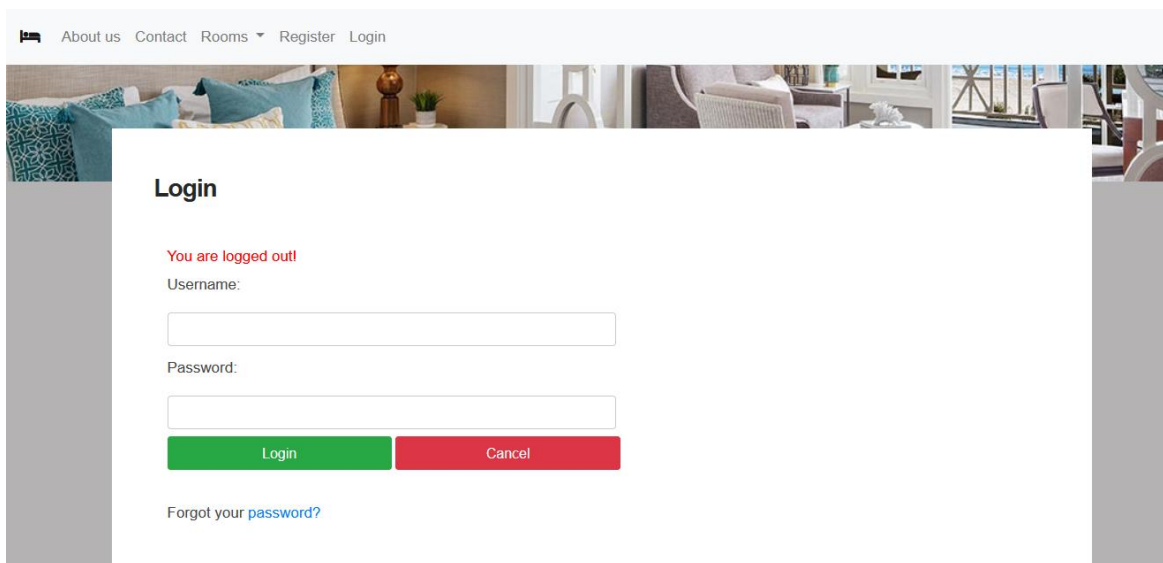 About us Contact Rooms Register Login
Login
You are logged out!
Username:
Password:
Login Cancel
Forgot your password?